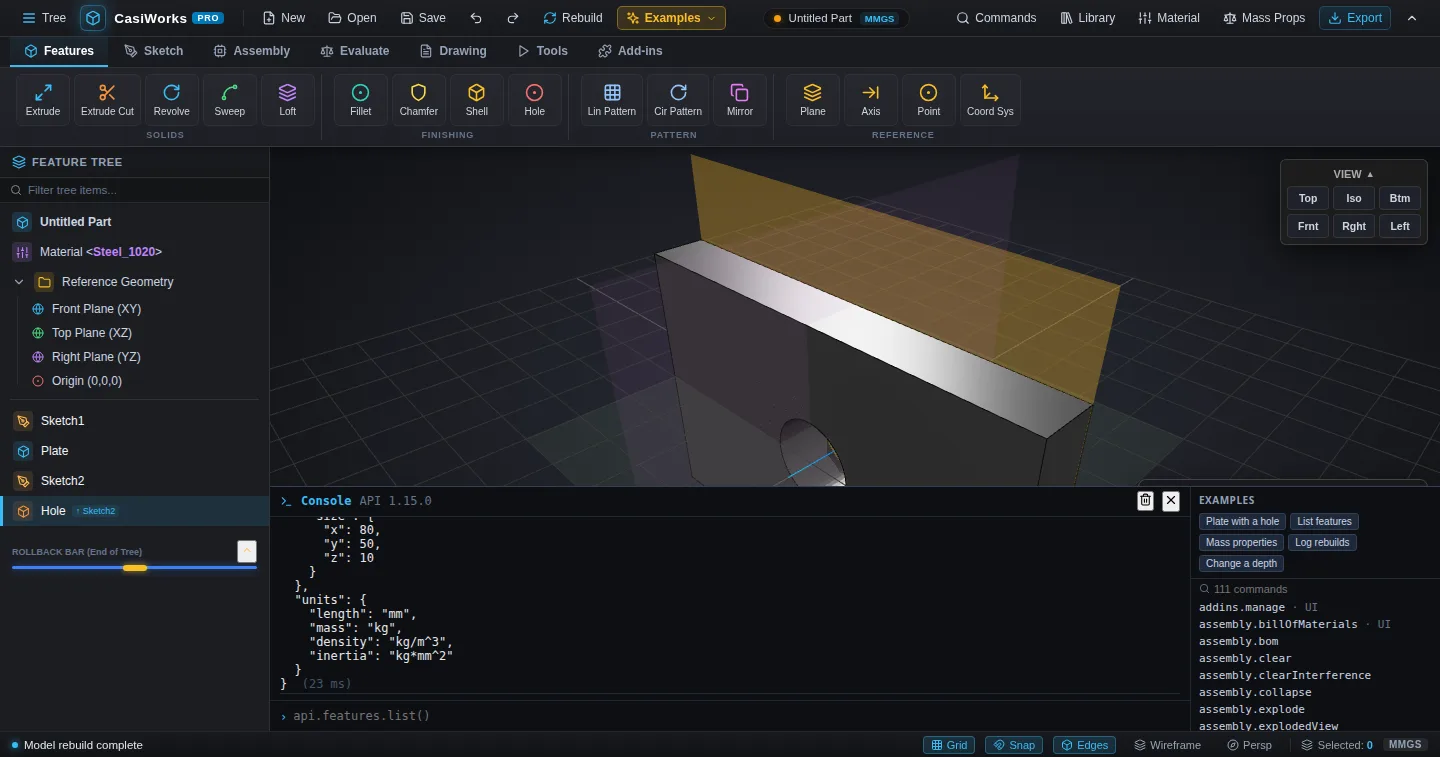 Tree CasiWorks PRO New Open Save Rebuild Examples Untitled Part MMGS Commands Library Material Mass Props Export
Features Sketch Assembly Evaluate Drawing Tools Add-ins
Extrude Extrude Cut Revolve Sweep Loft Fillet Chamfer Shell Hole Lin Pattern Cir Pattern Mirror Plane Axis Point Coord Sys
SOLIDS FINISHING PATTERN REFERENCE
FEATURE TREE
Filter tree items...
Untitled Part
Material <Steel_1020>
Reference Geometry
Front Plane (XY)
Top Plane (XZ)
Right Plane (YZ)
Origin (0,0,0)
Sketch1
Plate
Sketch2
Hole ↑ Sketch2
ROLLBACK BAR (End of Tree)
VIEW ▲
Top Iso Btm
Frnt Rght Left
Console API 1.15.0
"size": {
"x": 80,
"y": 50,
"z": 10
}
},
"units": {
"length": "mm",
"mass": "kg",
"density": "kg/m^3",
"inertia": "kg*mm^2"
}
} (23 ms)
› api.features.list()
EXAMPLES
Plate with a hole List features
Mass properties Log rebuilds
Change a depth
111 commands
addins.manage · UI
assembly.billOfMaterials · UI
assembly.bom
assembly.clear
assembly.clearInterference
assembly.collapse
assembly.explode
assembly.explodedView
Model rebuild complete Grid Snap Edges Wireframe Persp Selected: 0 MMGS